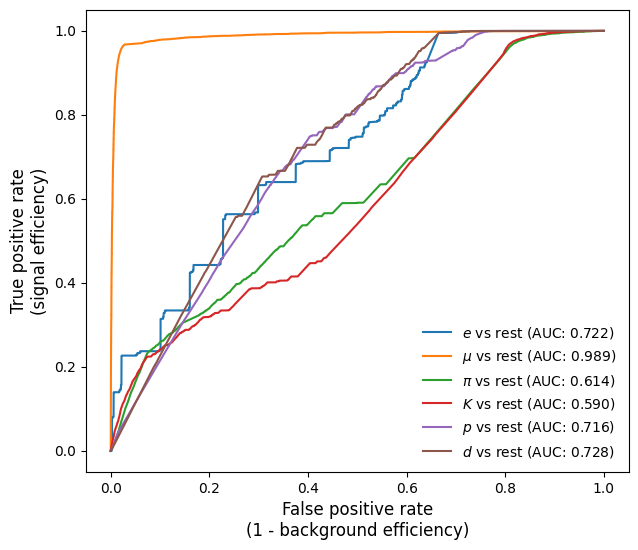 True positive rate
(signal efficiency)
1.0
0.8
0.6
0.4
0.2
0.0
e vs rest (AUC: 0.722)
μ vs rest (AUC: 0.989)
π vs rest (AUC: 0.614)
K vs rest (AUC: 0.590)
p vs rest (AUC: 0.716)
d vs rest (AUC: 0.728)
0.0 0.2 0.4 0.6 0.8 1.0
False positive rate
(1 - background efficiency)